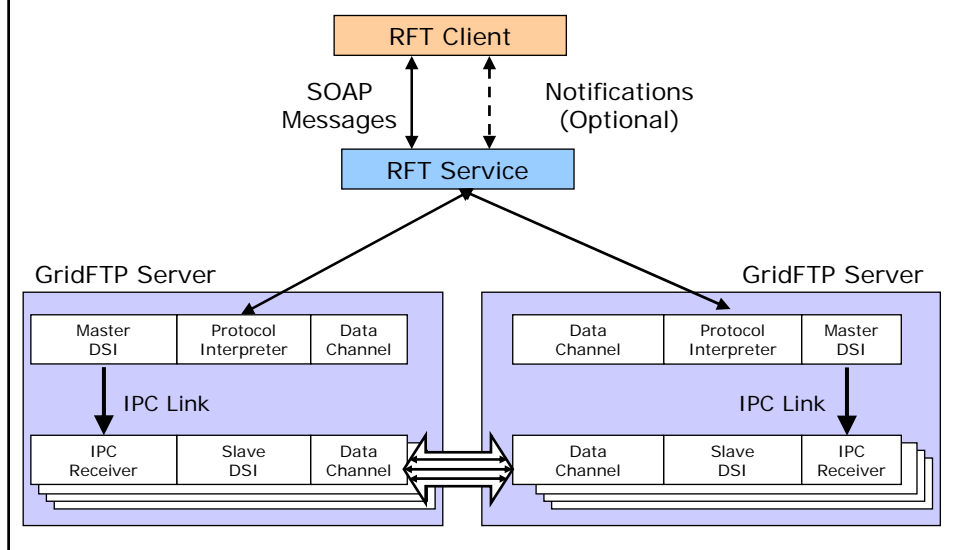 RFT Client
SOAP
Messages
Notifications
(Optional)
RFT Service
GridFTP Server
GridFTP Server
Master
DSI
Protocol
Interpreter
Data
Channel
Data
Channel
Protocol
Interpreter
Master
DSI
IPC Link
IPC Link
IPC
Receiver
Slave
DSI
Data
Channel
Data
Channel
Slave
DSI
IPC
Receiver